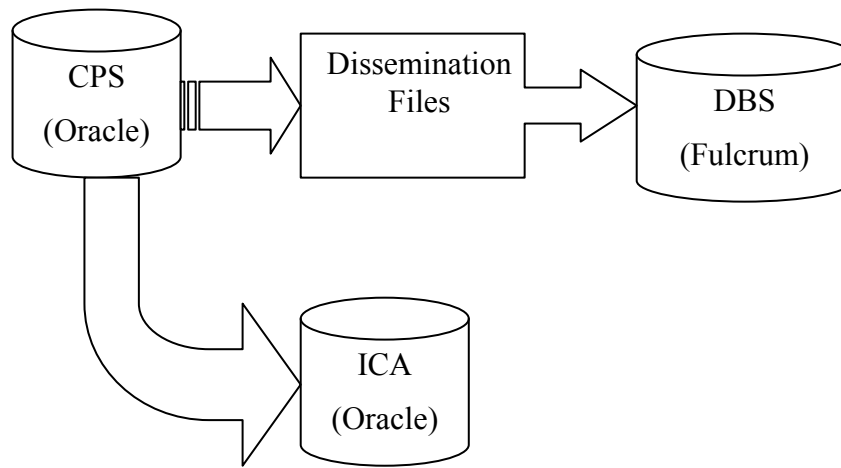 CPS
(Oracle)
Dissemination
Files
DBS
(Fulcrum)
ICA
(Oracle)